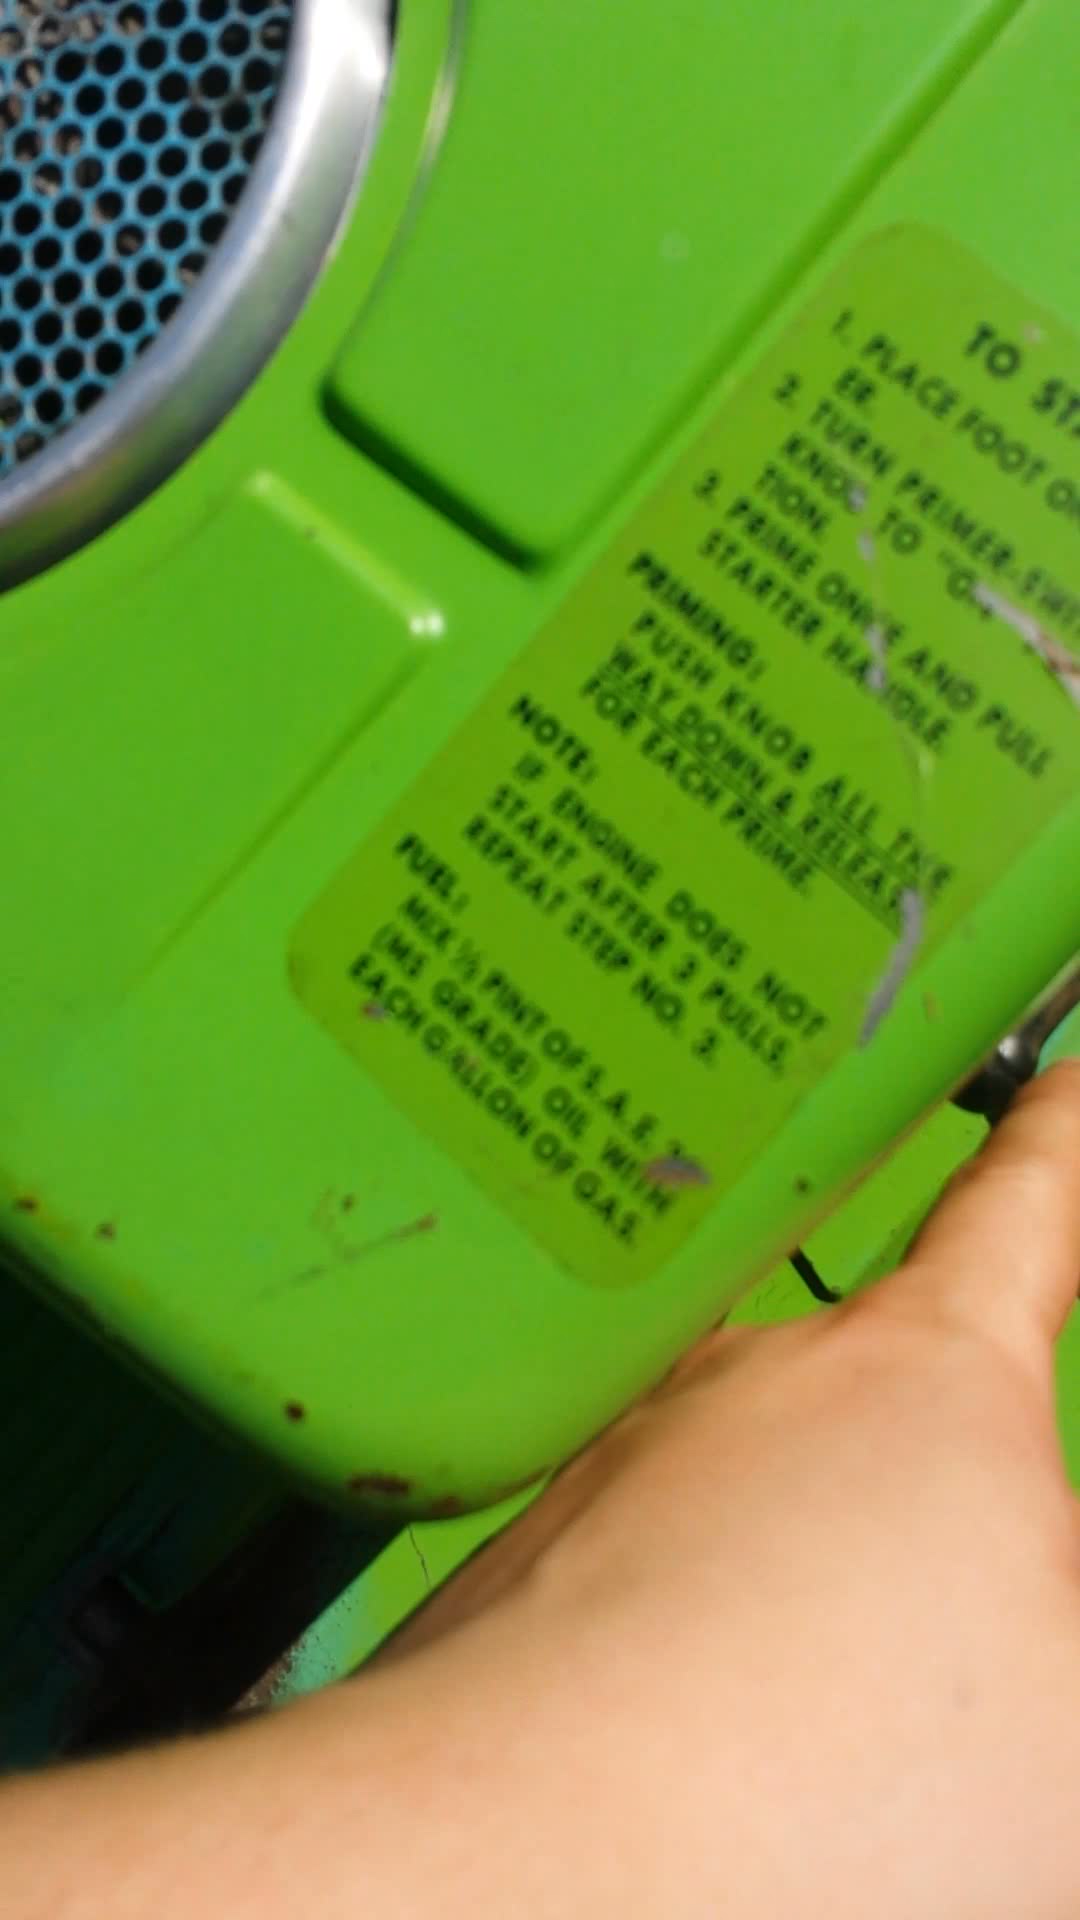 TO
1. PLACE FOOT
ER.
2. TURN PRIMER-
KNOB TO
TION.
3. PRIME ONCE AND PULL
STARTER HANDLE.
PRIMING:
PUSH KNOB ALL THE
WAY DOWN & RELEASE
FOR EACH PRIME.
NOTE:
IF ENGINE DOES NOT
START AFTER 3 PULLS,
REPEAT STEP NO. 3.
FUEL:
MIX ½ PINT OF S.A.E.
(MS GRADE) OIL WITH
EACH GALLON OF GAS.